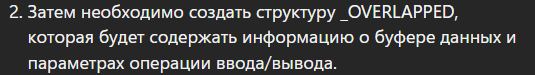 2. Затем необходимо создать структуру _OVERLAPPED,
которая будет содержать информацию о буфере данных и
параметрах операции ввода/вывода.